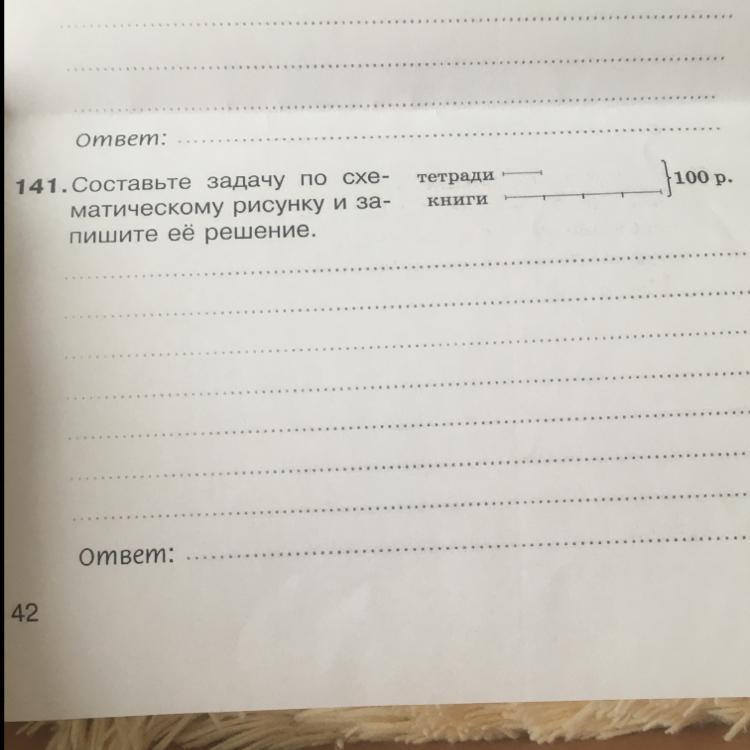 Ответ:
141. Составьте задачу по схе-
матическому рисунку и за-
пишите её решение.
тетради
книги
100 р.
Ответ:
42